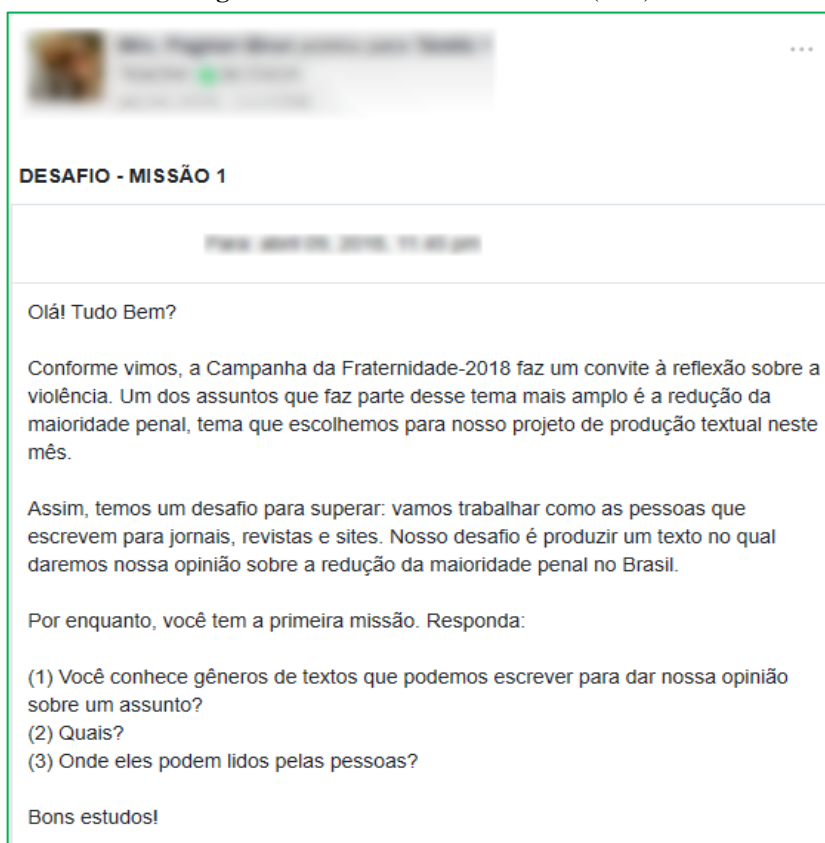 DESAFIO - MISSÃO 1
Olá! Tudo Bem?
Conforme vimos, a Campanha da Fraternidade-2018 faz um convite à reflexão sobre a
violência. Um dos assuntos que faz parte desse tema mais amplo é a redução da
maioridade penal, tema que escolhemos para nosso projeto de produção textual neste
mês.
Assim, temos um desafio para superar: vamos trabalhar como as pessoas que
escrevem para jornais, revistas e sites. Nosso desafio é produzir um texto no qual
daremos nossa opinião sobre a redução da maioridade penal no Brasil.
Por enquanto, você tem a primeira missão. Responda:
(1) Você conhece gêneros de textos que podemos escrever para dar nossa opinião
sobre um assunto?
(2) Quais?
(3) Onde eles podem lidos pelas pessoas?
Bons estudos!